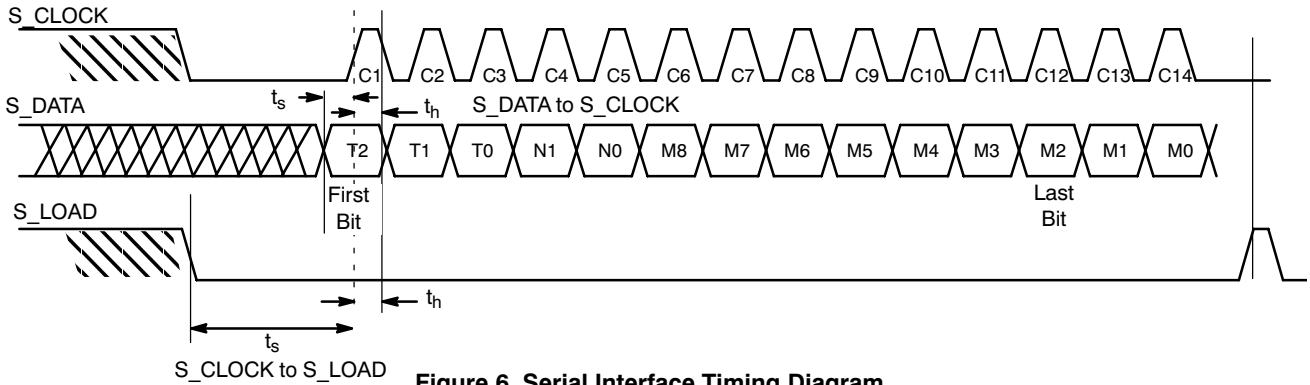 S_CLOCK
C1 C2 C3 C4 C5 C6 C7 C8 C9 C10 C11 C12 C13 C14
ts
th
S_DATA to S_CLOCK
S_DATA
T2 T1 T0 N1 N0 M8 M7 M6 M5 M4 M3 M2 M1 M0
First
Bit
Last
Bit
S_LOAD
th
ts
S_CLOCK to S_LOAD
Figure 6. Serial Interface Timing Diagram